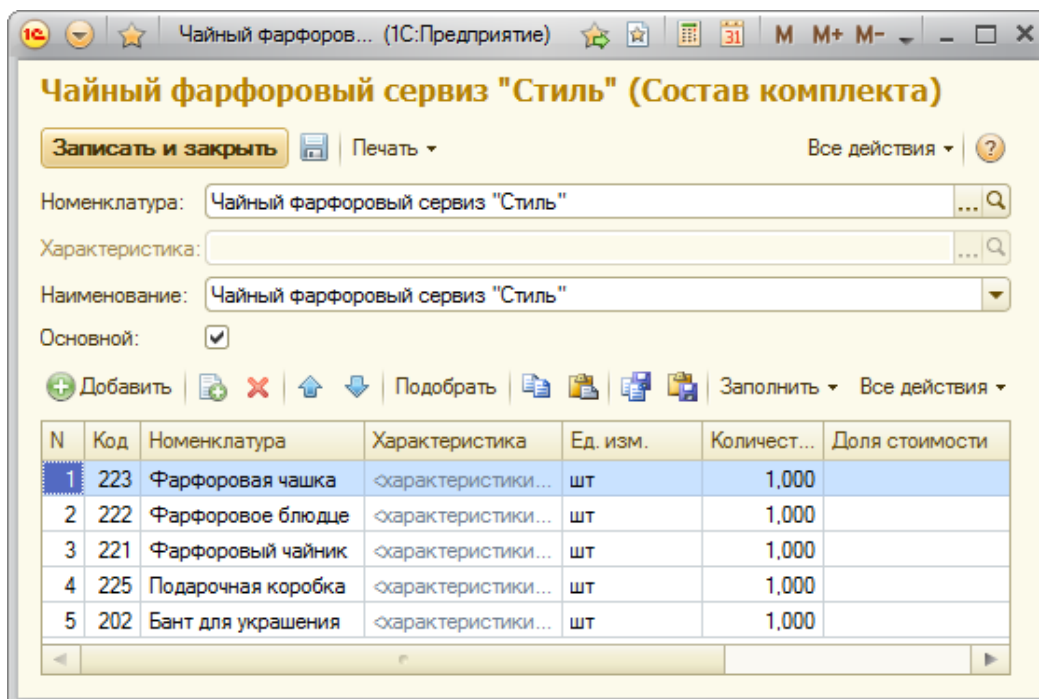 1С Чайный фарфоров... (1С:Предприятие) 31 M M+ M-
Чайный фарфоровый сервиз "Стиль" (Состав комплекта)
Записать и закрыть Печать Все действия ?
Номенклатура: Чайный фарфоровый сервиз "Стиль" ...
Характеристика: ...
Наименование: Чайный фарфоровый сервиз "Стиль"
Основной:
Добавить Подобрать Заполнить Все действия
N Код Номенклатура Характеристика Ед. изм. Количест... Доля стоимости
1 223 Фарфоровая чашка <характеристики... шт 1,000
2 222 Фарфоровое блюдце <характеристики... шт 1,000
3 221 Фарфоровый чайник <характеристики... шт 1,000
4 225 Подарочная коробка <характеристики... шт 1,000
5 202 Бант для украшения <характеристики... шт 1,000